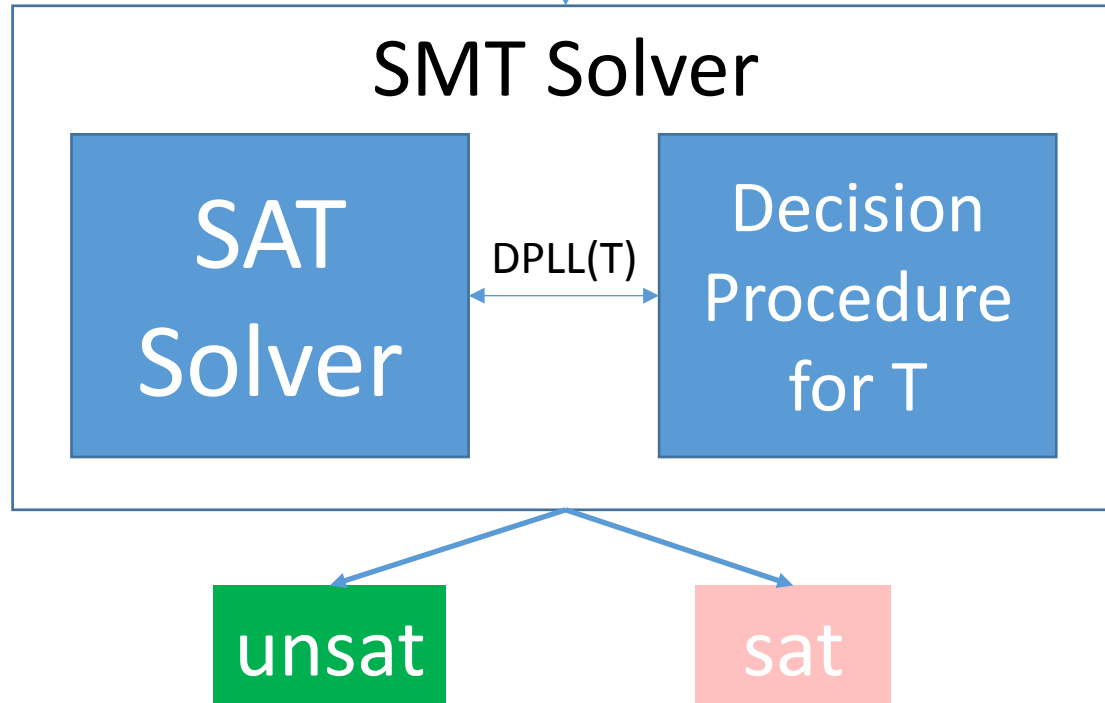 SMT Solver
SAT
Solver
DPLL(T)
Decision
Procedure
for T
unsat
sat